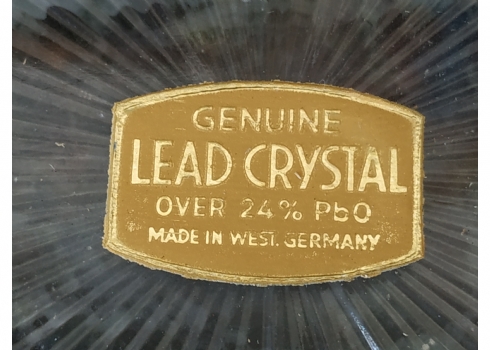 GENUINE
LEAD CRYSTAL
OVER 24% PbO
MADE IN WEST. GERMANY